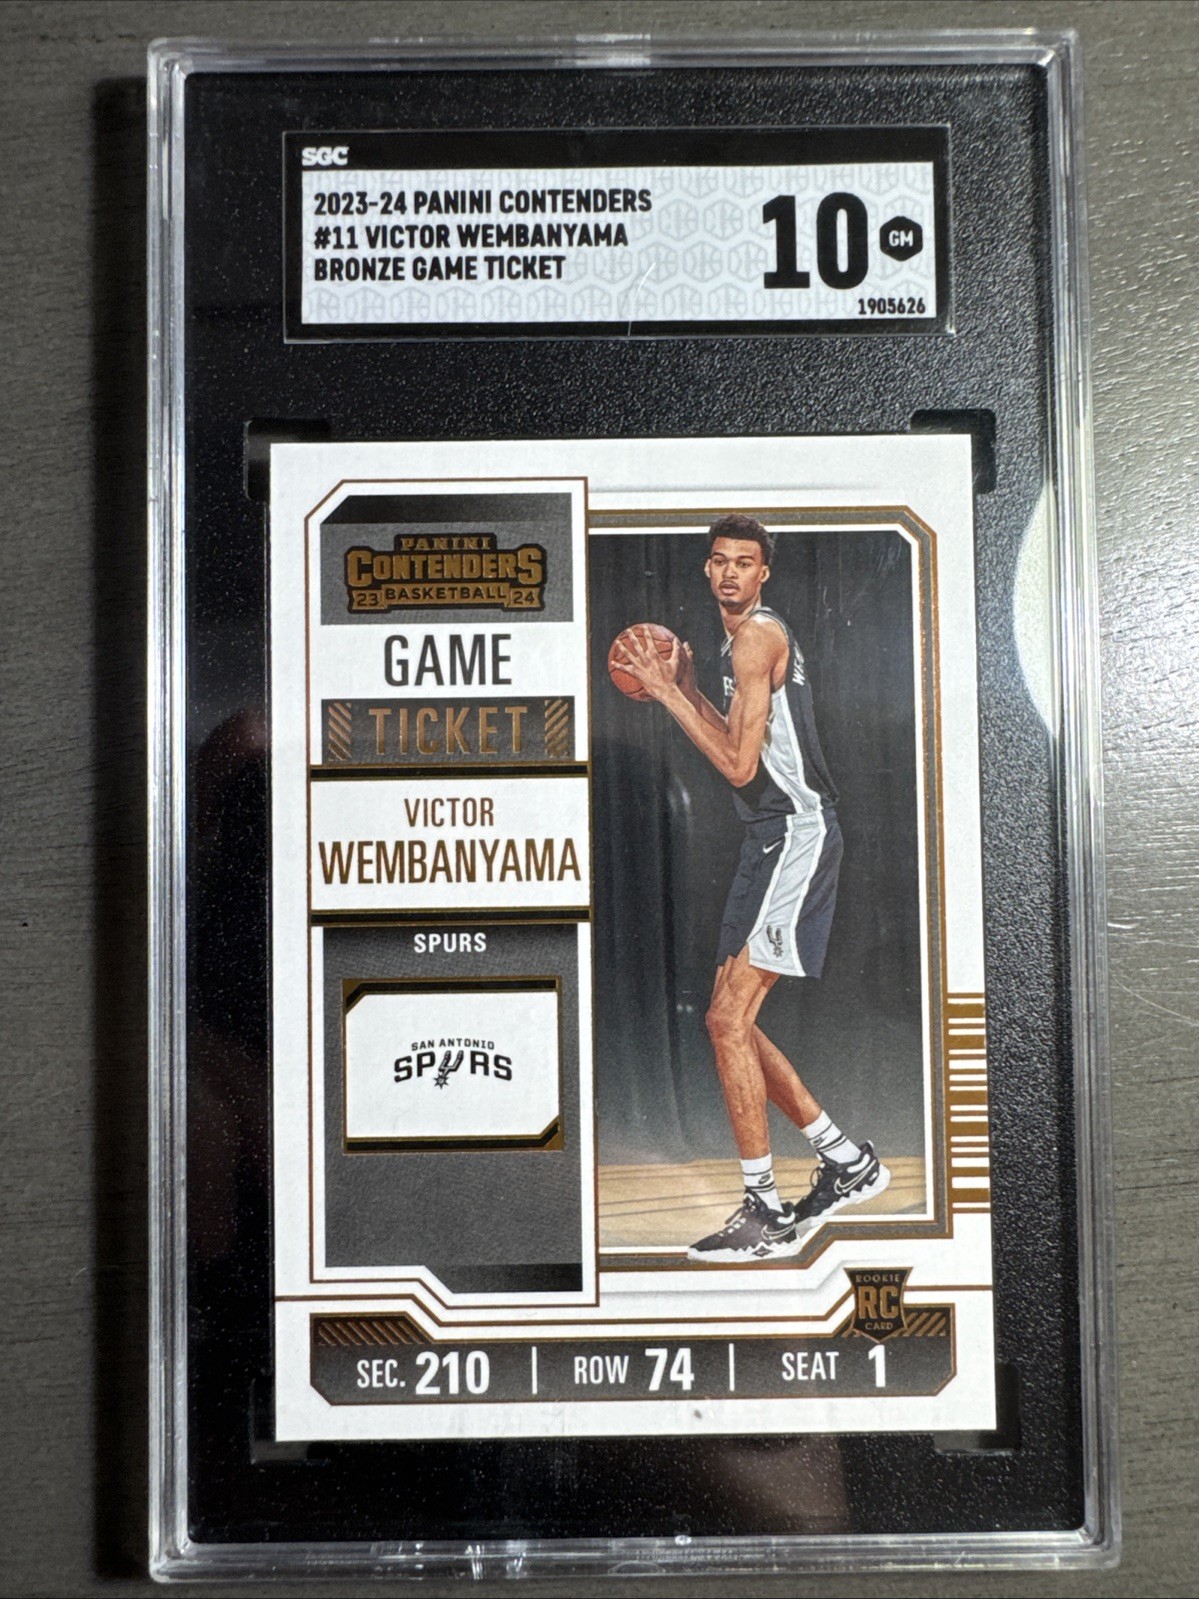 SGC
2023-24 PANINI CONTENDERS
#11 VICTOR WEMBANYAMA
BRONZE GAME TICKET
10 GM
1905626
PANINI
CONTENDERS
23 BASKETBALL 24
GAME
TICKET
VICTOR
WEMBANYAMA
SPURS
SAN ANTONIO
SPURS
ROOKIE
RC
CARD
SEC. 210 | ROW 74 | SEAT 1